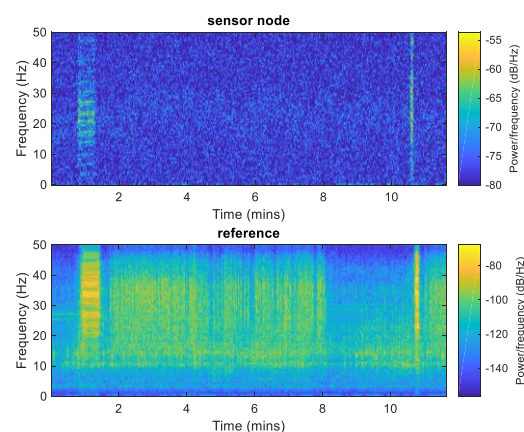 sensor node
50
40
30
20
10
0
Frequency (Hz)
2 4 6 8 10
Time (mins)
-55
-60
-65
-70
-75
-80
Power/frequency (dB/Hz)
reference
50
40
30
20
10
0
Frequency (Hz)
2 4 6 8 10
Time (mins)
-80
-100
-120
-140
Power/frequency (dB/Hz)